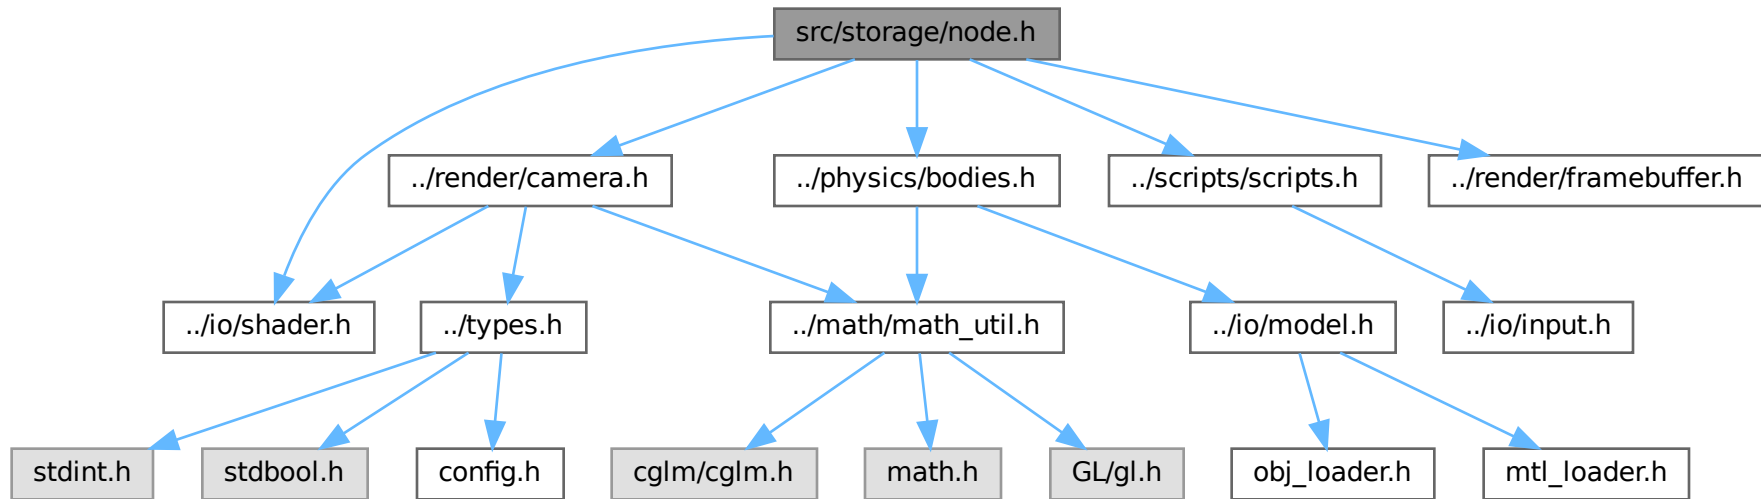 src/storage/node.h
../render/camera.h
../physics/bodies.h
../scripts/scripts.h
../render/framebuffer.h
../io/shader.h
../types.h
../math/math_util.h
../io/model.h
../io/input.h
stdint.h
stdbool.h
config.h
cglm/cglm.h
math.h
GL/gl.h
obj_loader.h
mtl_loader.h